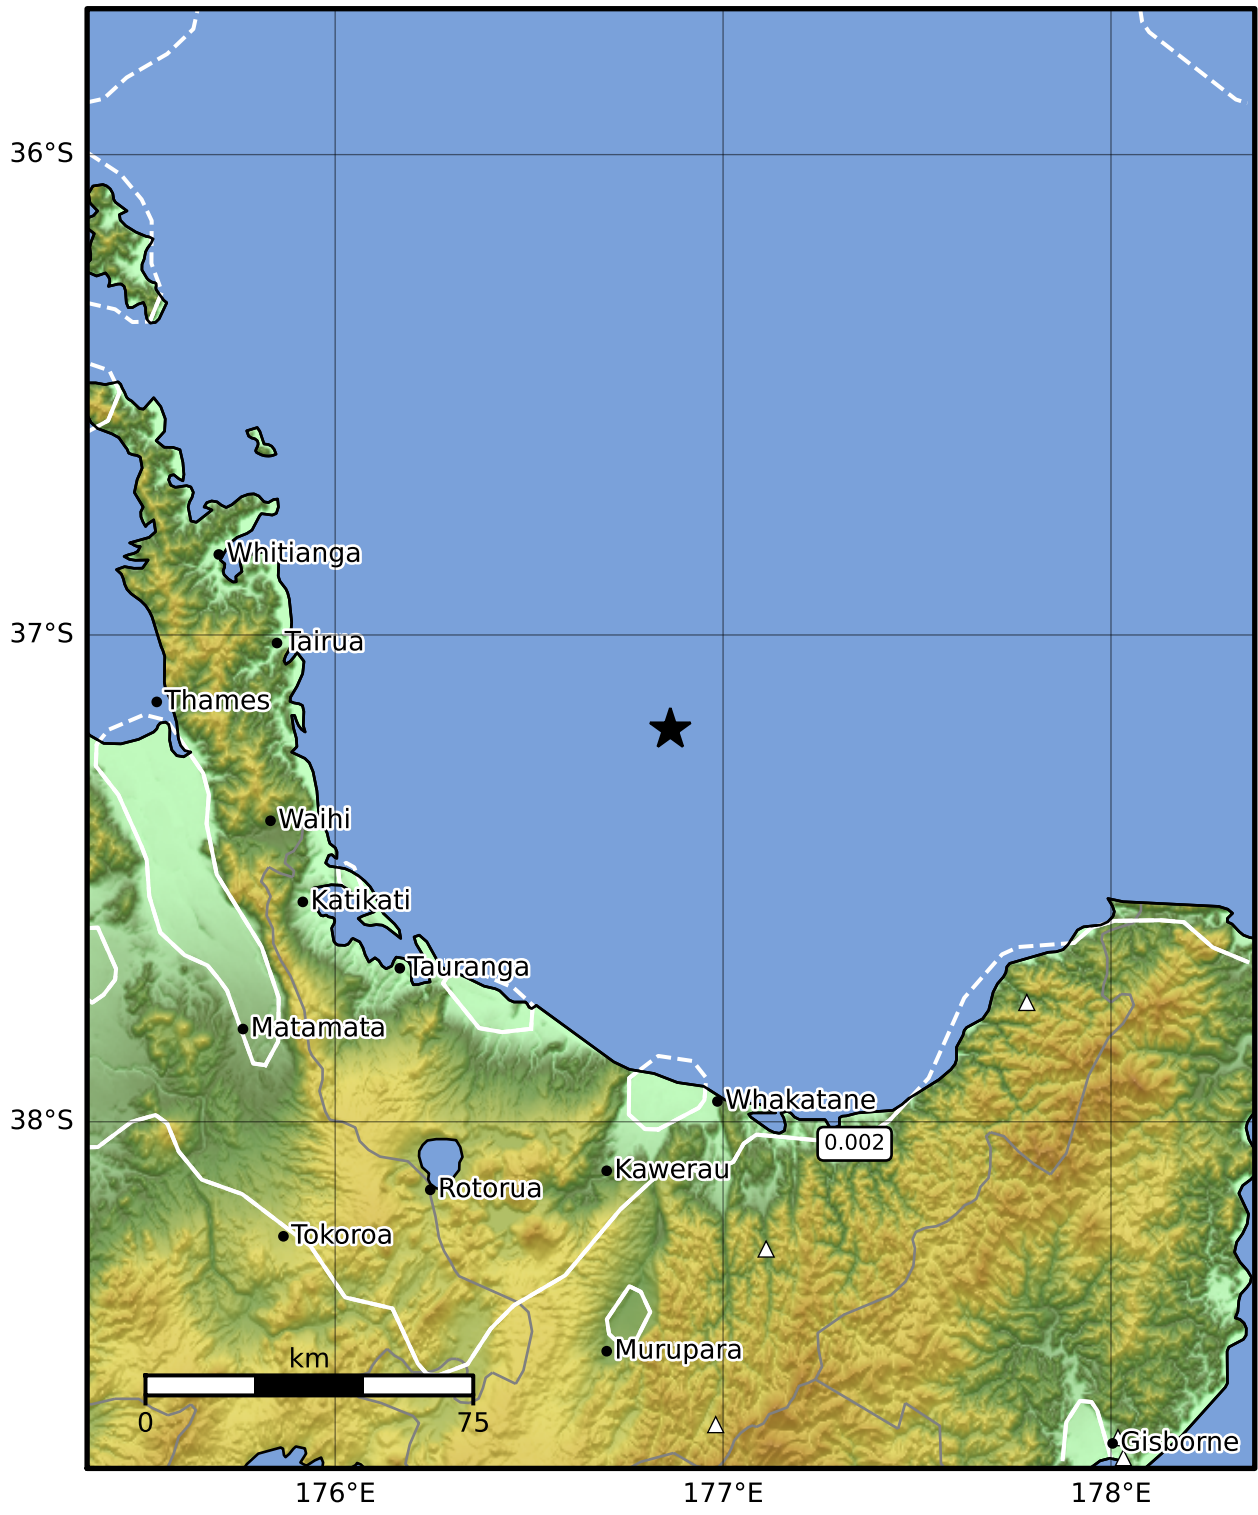 36°S
Whitianga
37°S
Tairua
Thames
Waihi
Katikati
Tauranga
Matamata
Whakatane
38°S
0.002
Kawerau
Rotorua
Tokoroa
Murupara
km
0 75
Gisborne
176°E 177°E 178°E